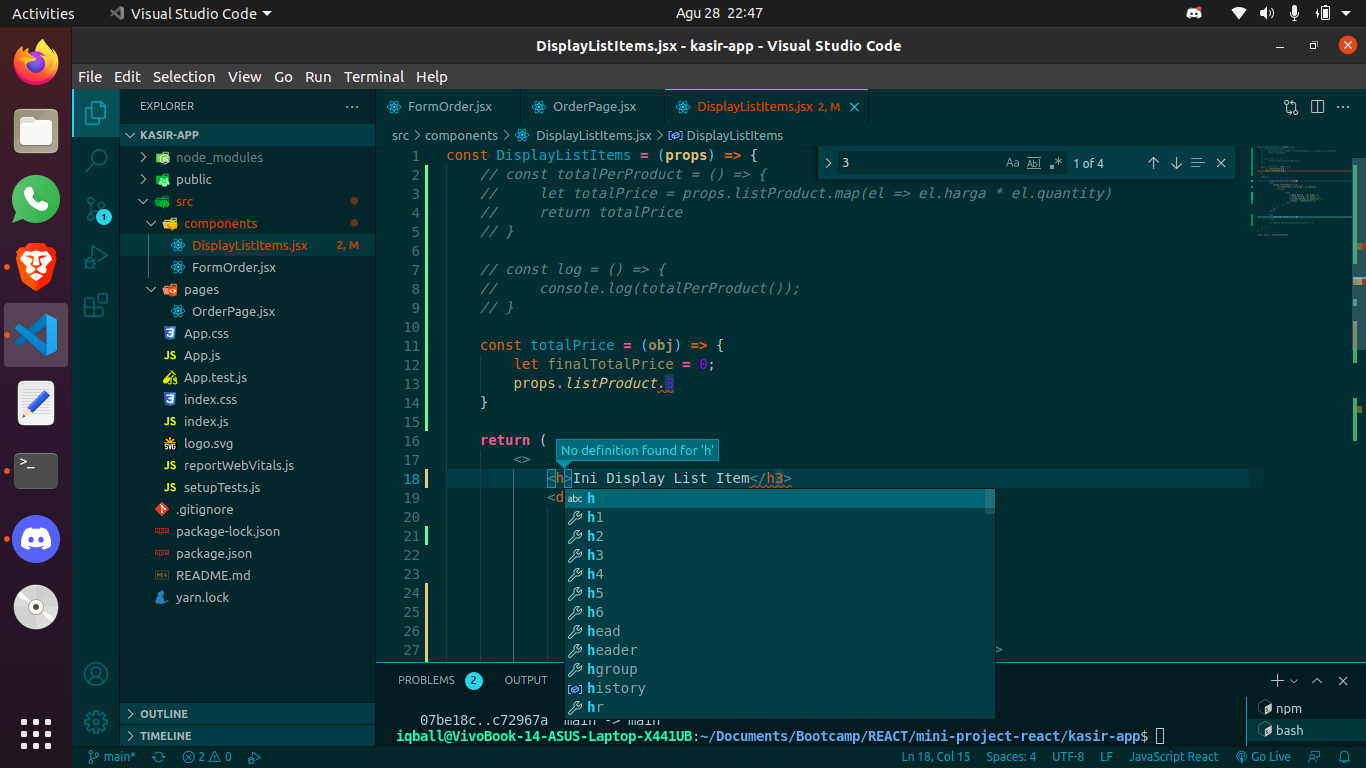 Activities
Visual Studio Code
Agu 28 22:47
DisplayListItems.jsx - kasir-app - Visual Studio Code
File Edit Selection View Go Run Terminal Help
EXPLORER
KASIR-APP
node_modules
public
src
components
DisplayListItems.jsx 2, M
FormOrder.jsx
pages
OrderPage.jsx
App.css
JS App.js
App.test.js
index.css
JS index.js
logo.svg
JS reportWebVitals.js
JS setupTests.js
.gitignore
package-lock.json
package.json
README.md
yarn.lock
OUTLINE
TIMELINE
1
FormOrder.jsx
OrderPage.jsx
DisplayListItems.jsx 2, M
src > components > DisplayListItems.jsx > DisplayListItems
3
Aa ab .*
1 of 4
1 const DisplayListItems = (props) => {
2 // const totalPerProduct = () => {
3 // let totalPrice = props.listProduct.map(el => el.harga * el.quantity)
4 // return totalPrice
5 // }
6
7 // const log = () => {
8 // console.log(totalPerProduct());
9 // }
10
11 const totalPrice = (obj) => {
12 let finalTotalPrice = 0;
13 props.listProduct.3
14 }
15
16 return (
No definition found for 'h'
17 <>
18 <h>Ini Display List Item</h3>
19 <d
20
21
22
23
24
25
26
27 >
abc h
h1
h2
h3
h4
h5
h6
head
header
hgroup
history
hr
PROBLEMS 2 OUTPUT
07be18c..c72967a main -> main
iqball@VivoBook-14-ASUS-Laptop-X441UB:~/Documents/Bootcamp/REACT/mini-project-react/kasir-app$
npm
bash
main* 2 0
Ln 18, Col 15 Spaces: 4 UTF-8 LF JavaScript React Go Live